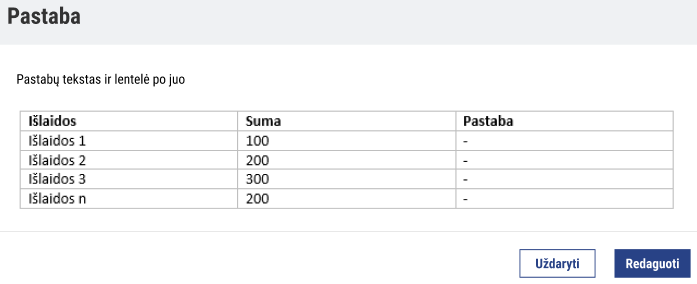 Pastaba
Pastabų tekstas ir lentelė po juo
Išlaidos Suma Pastaba
Išlaidos 1 100 -
Išlaidos 2 200 -
Išlaidos 3 300 -
Išlaidos n 200 -
Uždaryti Redaguoti